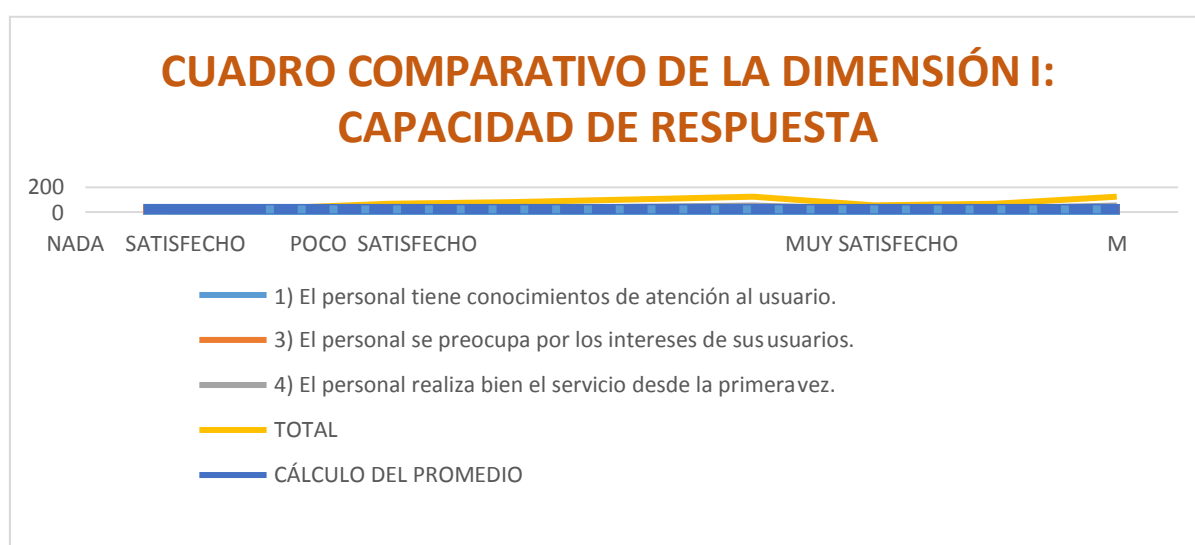 CUADRO COMPARATIVO DE LA DIMENSIÓN I:
CAPACIDAD DE RESPUESTA
200
0
NADA SATISFECHO POCO SATISFECHO MUY SATISFECHO M
1) El personal tiene conocimientos de atención al usuario.
3) El personal se preocupa por los intereses de sus usuarios.
4) El personal realiza bien el servicio desde la primera vez.
TOTAL
CÁLCULO DEL PROMEDIO